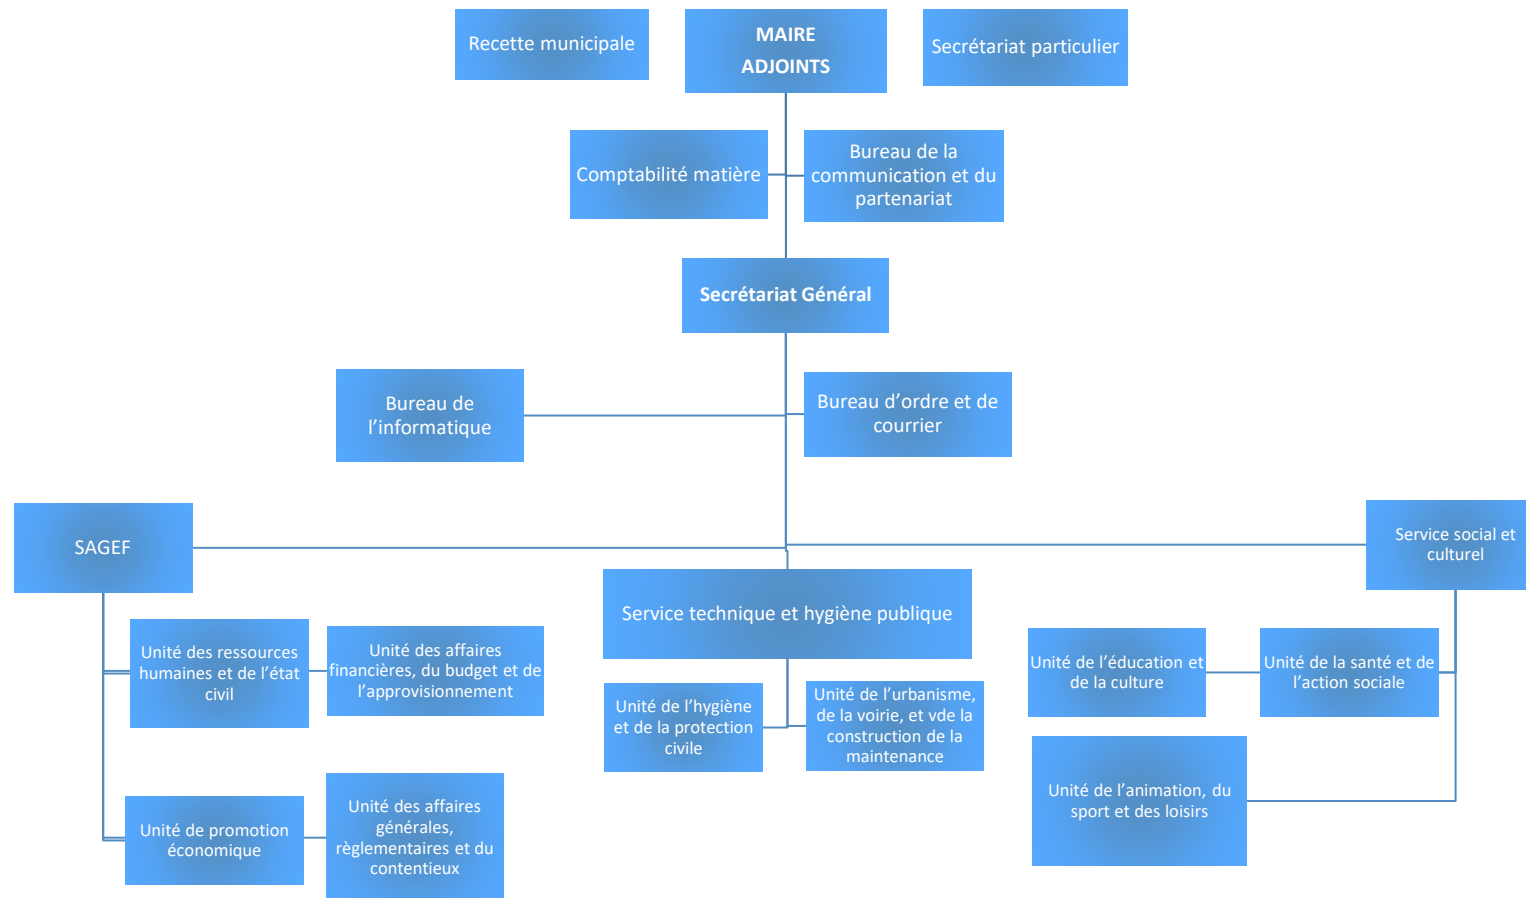 Recette municipale
MAIRE
ADJOINTS
Secrétariat particulier
Comptabilité matière
Bureau de la
communication et du
partenariat
Secrétariat Général
Bureau de
l’informatique
Bureau d’ordre et de
courrier
SAGEF
Service technique et hygiène publique
Service social et
culturel
Unité des ressources
humaines et de l’état
civil
Unité des affaires
financières, du budget et de
l’approvisionnement
Unité de l’hygiène
et de la protection
civile
Unité de l’urbanisme,
de la voirie, et vde la
construction de la
maintenance
Unité de l’éducation et
de la culture
Unité de la santé et de
l’action sociale
Unité de promotion
économique
Unité des affaires
générales,
règlementaires et du
contentieux
Unité de l’animation, du
sport et des loisirs